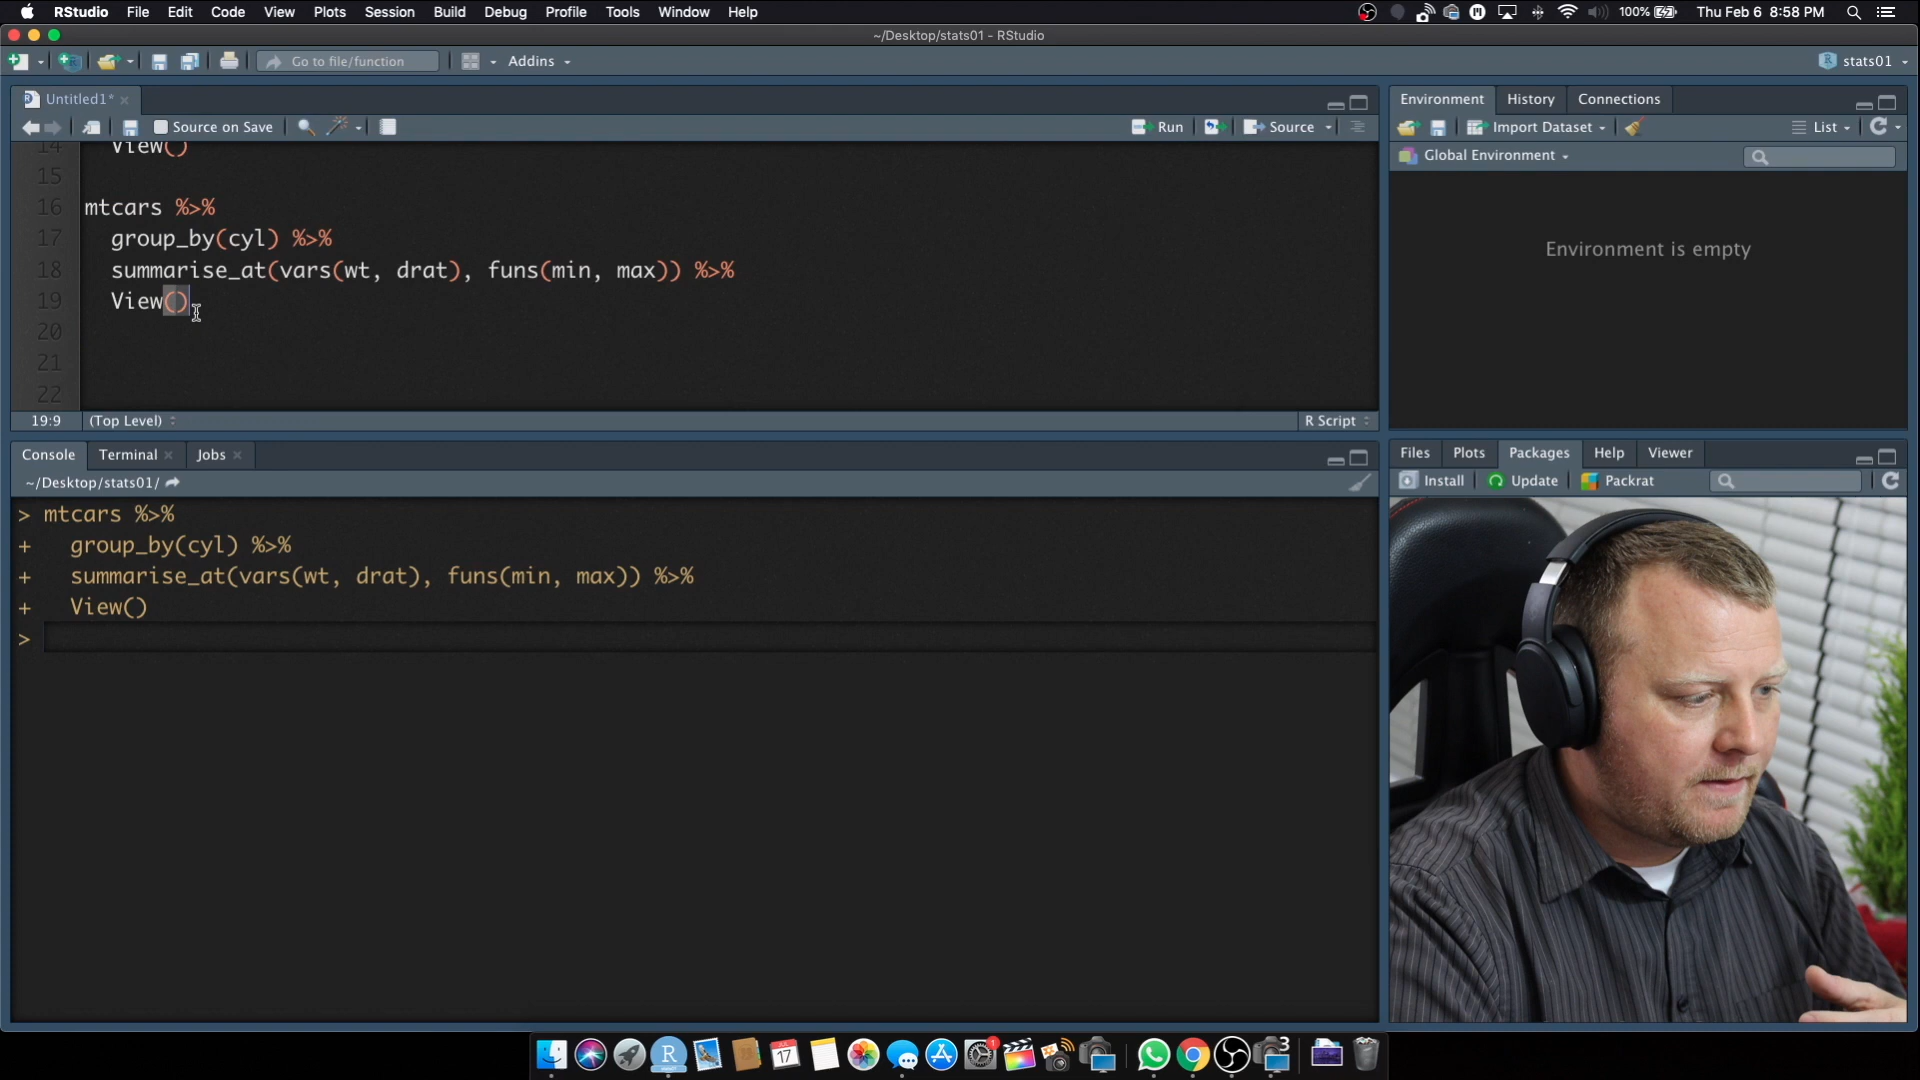 RStudio File Edit Code View Plots Session Build Debug Profile Tools Window Help
100% Thu Feb 6 8:58 PM
~/Desktop/stats01 - RStudio
Go to file/function Addins stats01
Untitled1*
Source on Save Run Source
14 View()
15
16 mtcars %>%
17 group_by(cyl) %>%
18 summarise_at(vars(wt, drat), funs(min, max)) %>%
19 View()
20
21
22
19:9 (Top Level) R Script
Console Terminal Jobs
~/Desktop/stats01/
> mtcars %>%
+ group_by(cyl) %>%
+ summarise_at(vars(wt, drat), funs(min, max)) %>%
+ View()
>
Environment History Connections
Import Dataset List
Global Environment
Environment is empty
Files Plots Packages Help Viewer
Install Update Packrat
17
1
3